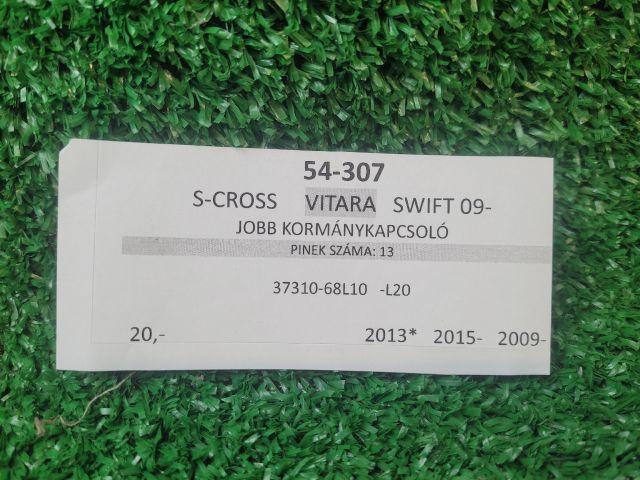 54-307
S-CROSS VITARA SWIFT 09-
JOBB KORMÁNYKAPCSOLÓ
PINEK SZÁMA: 13
37310-68L10 -L20
20,- 2013* 2015- 2009-